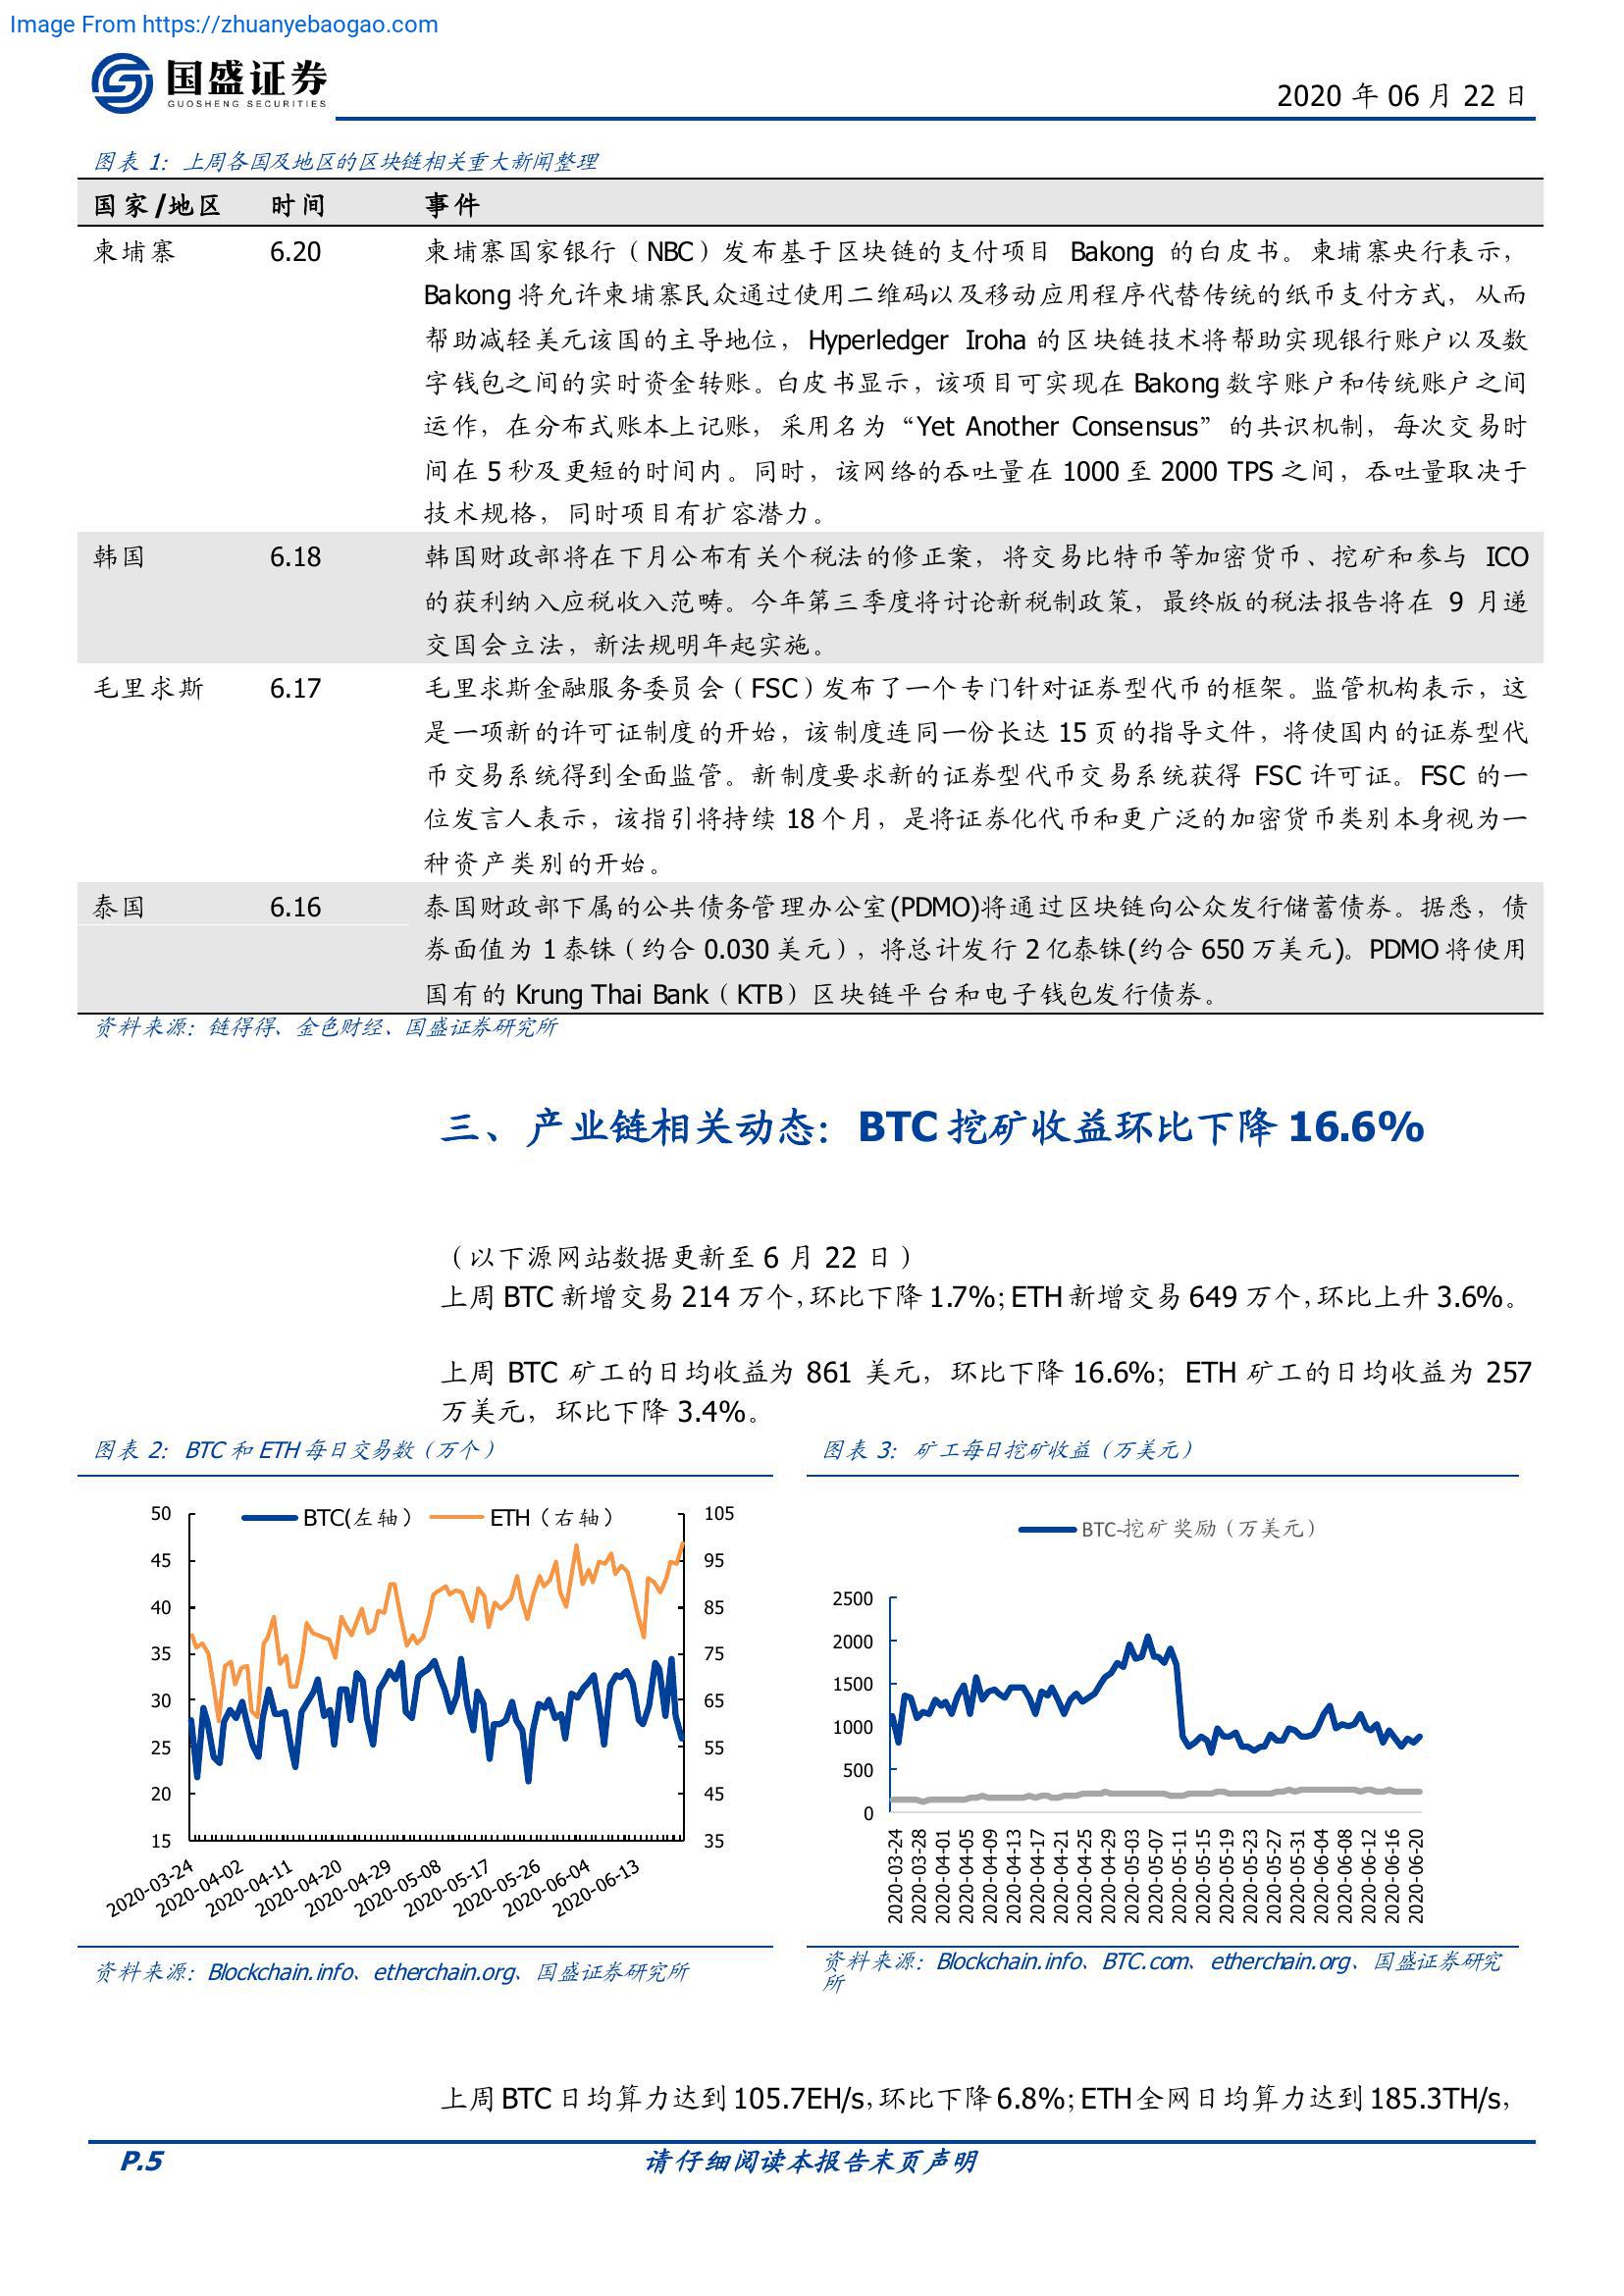 Image From https://zhuanyebaogao.com
国盛证券
GUOSHENG SECURITIES
2020 年 06 月 22 日
图表 1：上周各国及地区的区块链相关重大新闻整理
国家/地区 时间 事件
柬埔寨 6.20 柬埔寨国家银行（NBC）发布基于区块链的支付项目 Bakong 的白皮书。柬埔寨央行表示，
Bakong 将允许柬埔寨民众通过使用二维码以及移动应用程序代替传统的纸币支付方式，从而
帮助减轻美元该国的主导地位，Hyperledger Iroha 的区块链技术将帮助实现银行账户以及数
字钱包之间的实时资金转账。白皮书显示，该项目可实现在 Bakong 数字账户和传统账户之间
运作，在分布式账本上记账，采用名为“Yet Another Consensus”的共识机制，每次交易时
间在 5 秒及更短的时间内。同时，该网络的吞吐量在 1000 至 2000 TPS 之间，吞吐量取决于
技术规格，同时项目有扩容潜力。
韩国 6.18 韩国财政部将在下月公布有关个税法的修正案，将交易比特币等加密货币、挖矿和参与 ICO
的获利纳入应税收入范畴。今年第三季度将讨论新税制政策，最终版的税法报告将在 9 月递
交国会立法，新法规明年起实施。
毛里求斯 6.17 毛里求斯金融服务委员会（FSC）发布了一个专门针对证券型代币的框架。监管机构表示，这
是一项新的许可证制度的开始，该制度连同一份长达 15 页的指导文件，将使国内的证券型代
币交易系统得到全面监管。新制度要求新的证券型代币交易系统获得 FSC 许可证。FSC 的一
位发言人表示，该指引将持续 18 个月，是将证券化代币和更广泛的加密货币类别本身视为一
种资产类别的开始。
泰国 6.16 泰国财政部下属的公共债务管理办公室(PDMO)将通过区块链向公众发行储蓄债券。据悉，债
券面值为 1 泰铢（约合 0.030 美元），将总计发行 2 亿泰铢(约合 650 万美元)。PDMO 将使用
国有的 Krung Thai Bank（KTB）区块链平台和电子钱包发行债券。
资料来源：链得得、金色财经、国盛证券研究所
三、产业链相关动态：BTC 挖矿收益环比下降 16.6%
（以下源网站数据更新至 6 月 22 日）
上周 BTC 新增交易 214 万个，环比下降 1.7%；ETH 新增交易 649 万个，环比上升 3.6%。
上周 BTC 矿工的日均收益为 861 美元，环比下降 16.6%；ETH 矿工的日均收益为 257
万美元，环比下降 3.4%。
图表 2：BTC 和 ETH 每日交易数（万个）
BTC(左轴） ETH（右轴）
50 105
45 95
40 85
35 75
30 65
25 55
20 45
15 35
2020-03-24 2020-04-02 2020-04-11 2020-04-20 2020-04-29 2020-05-08 2020-05-17 2020-05-26 2020-06-04 2020-06-13
资料来源：Blockchain.info、etherchain.org、国盛证券研究所
图表 3：矿工每日挖矿收益（万美元）
BTC-挖矿奖励（万美元）
2500
2000
1500
1000
500
0
2020-03-24 2020-03-28 2020-04-01 2020-04-05 2020-04-09 2020-04-13 2020-04-17 2020-04-21 2020-04-25 2020-04-29 2020-05-03 2020-05-07 2020-05-11 2020-05-15 2020-05-19 2020-05-23 2020-05-27 2020-05-31 2020-06-04 2020-06-08 2020-06-12 2020-06-16 2020-06-20
资料来源：Blockchain.info、BTC.com、etherchain.org、国盛证券研究
所
上周 BTC 日均算力达到 105.7EH/s，环比下降 6.8%；ETH 全网日均算力达到 185.3TH/s，
P.5 请仔细阅读本报告末页声明